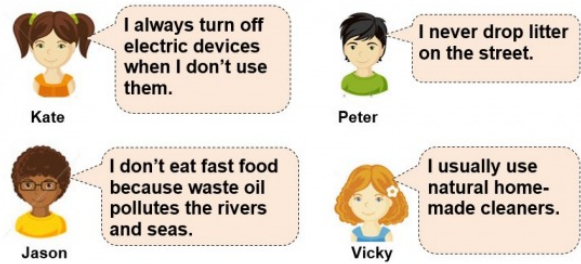 I always turn off
electric devices
when I don't use
them.
Kate
I never drop litter
on the street.
Peter
I don't eat fast food
because waste oil
pollutes the rivers
and seas.
Jason
I usually use
natural home-
made cleaners.
Vicky